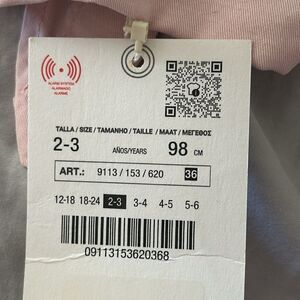 ALARM SYSTEM
ALARMADO
ALARME
TALLA / SIZE / TAMANHO / TAILLE / MAAT / ΜΕΓΕΘΟΣ
2-3 AÑOS/YEARS 98 CM
ART.: 9113 / 153 / 620 36
12-18 18-24 2-3 3-4 4-5 5-6
09113153620368